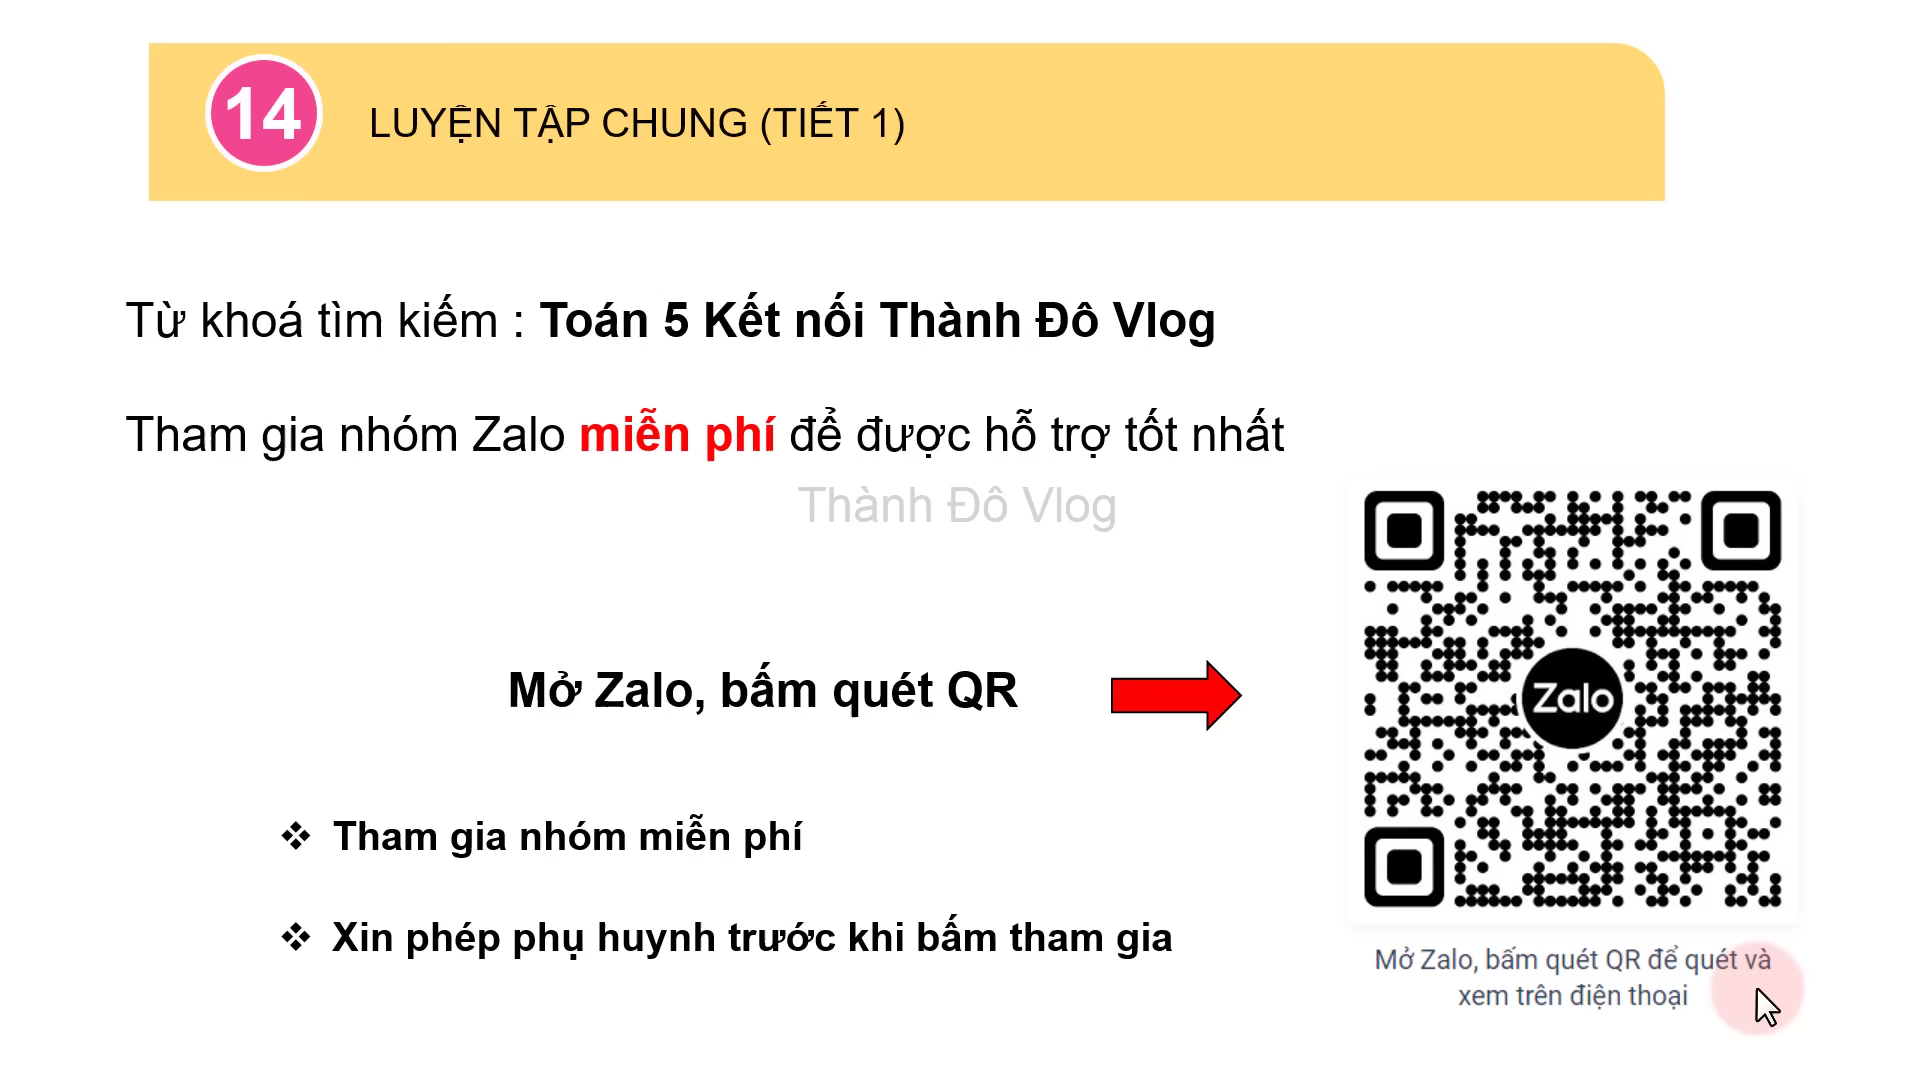 14
LUYỆN TẬP CHUNG (TIẾT 1)
Từ khoá tìm kiếm : Toán 5 Kết nối Thành Đô Vlog
Tham gia nhóm Zalo miễn phí để được hỗ trợ tốt nhất
Thành Đô Vlog
Mở Zalo, bấm quét QR
Zalo
❖ Tham gia nhóm miễn phí
❖ Xin phép phụ huynh trước khi bấm tham gia
Mở Zalo, bấm quét QR để quét và
xem trên điện thoại